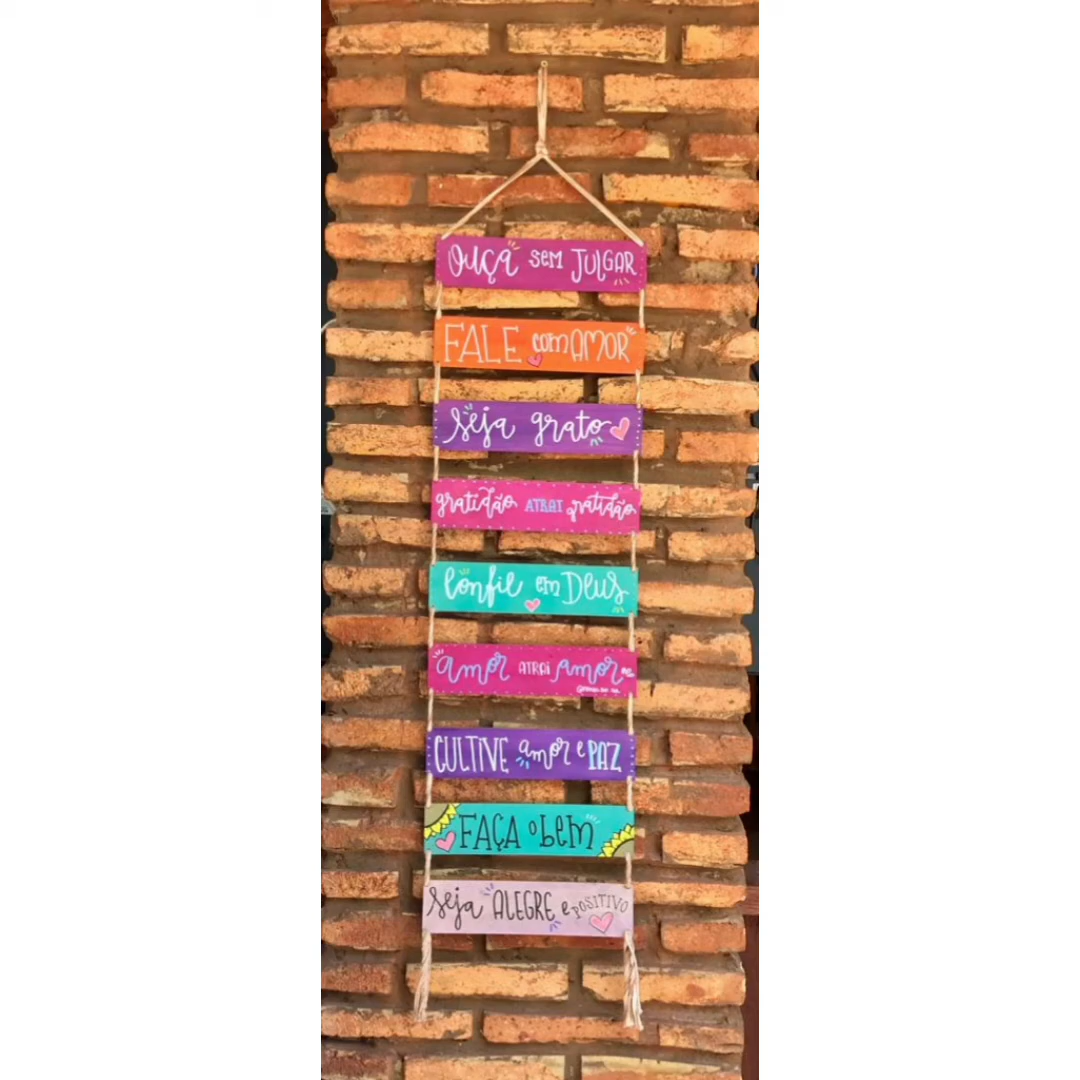 Ouça sem JULGAR
FALE com AMOR
Seja grato
gratidão ATRAI gratidão
Confie em Deus
amor ATRAi amor
CULTIVE amor e PAZ
FAÇA o bem
Seja ALEGRE e POSITIVO